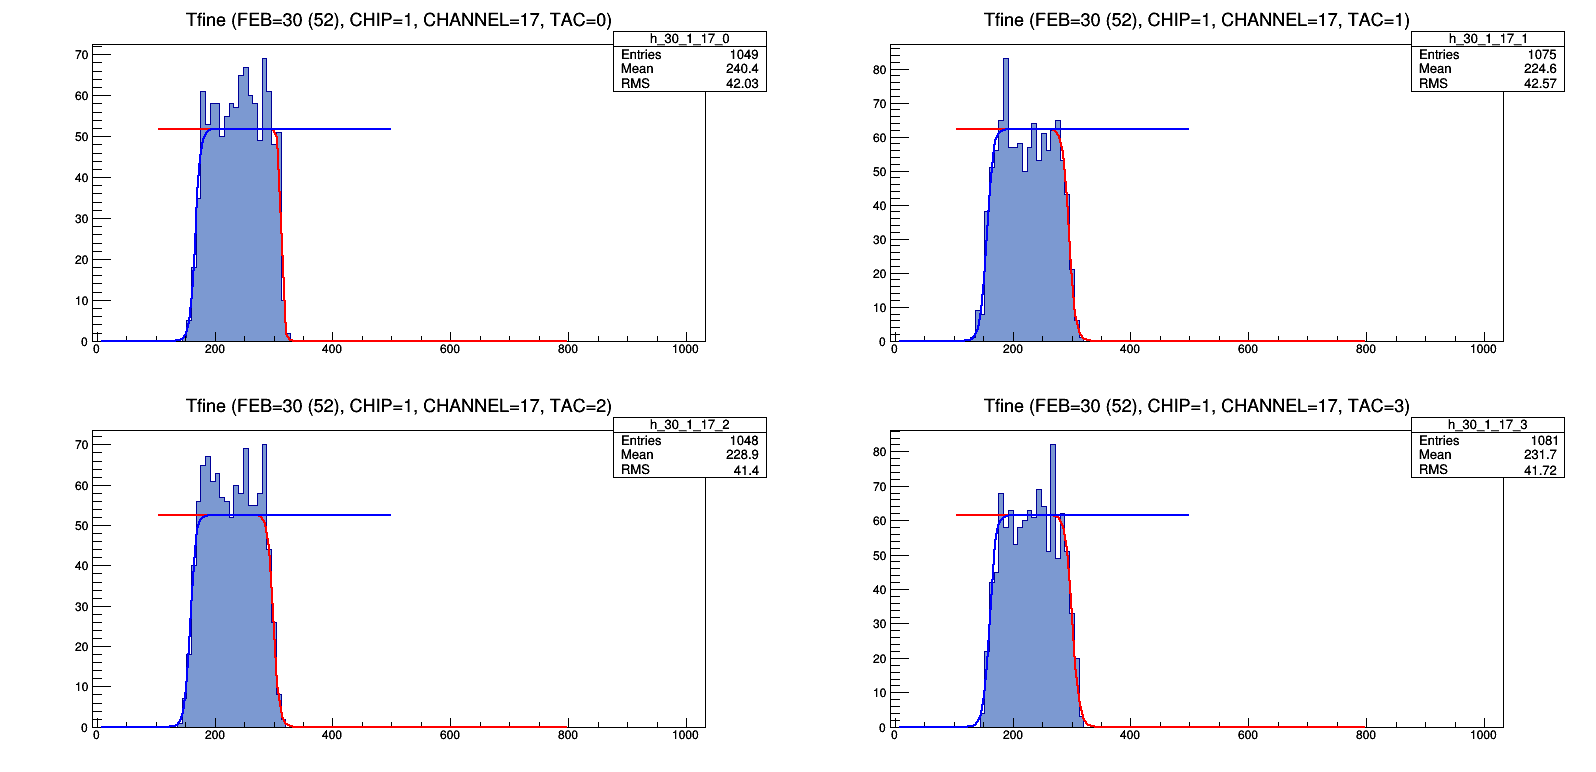 Tfine (FEB=30 (52), CHIP=1, CHANNEL=17, TAC=0)
h_30_1_17_0
Entries 1049
Mean 240.4
RMS 42.03
70
60
50
40
30
20
10
0
0 200 400 600 800 1000
Tfine (FEB=30 (52), CHIP=1, CHANNEL=17, TAC=1)
h_30_1_17_1
Entries 1075
Mean 224.6
RMS 42.57
80
70
60
50
40
30
20
10
0
0 200 400 600 800 1000
Tfine (FEB=30 (52), CHIP=1, CHANNEL=17, TAC=2)
h_30_1_17_2
Entries 1048
Mean 228.9
RMS 41.4
70
60
50
40
30
20
10
0
0 200 400 600 800 1000
Tfine (FEB=30 (52), CHIP=1, CHANNEL=17, TAC=3)
h_30_1_17_3
Entries 1081
Mean 231.7
RMS 41.72
80
70
60
50
40
30
20
10
0
0 200 400 600 800 1000